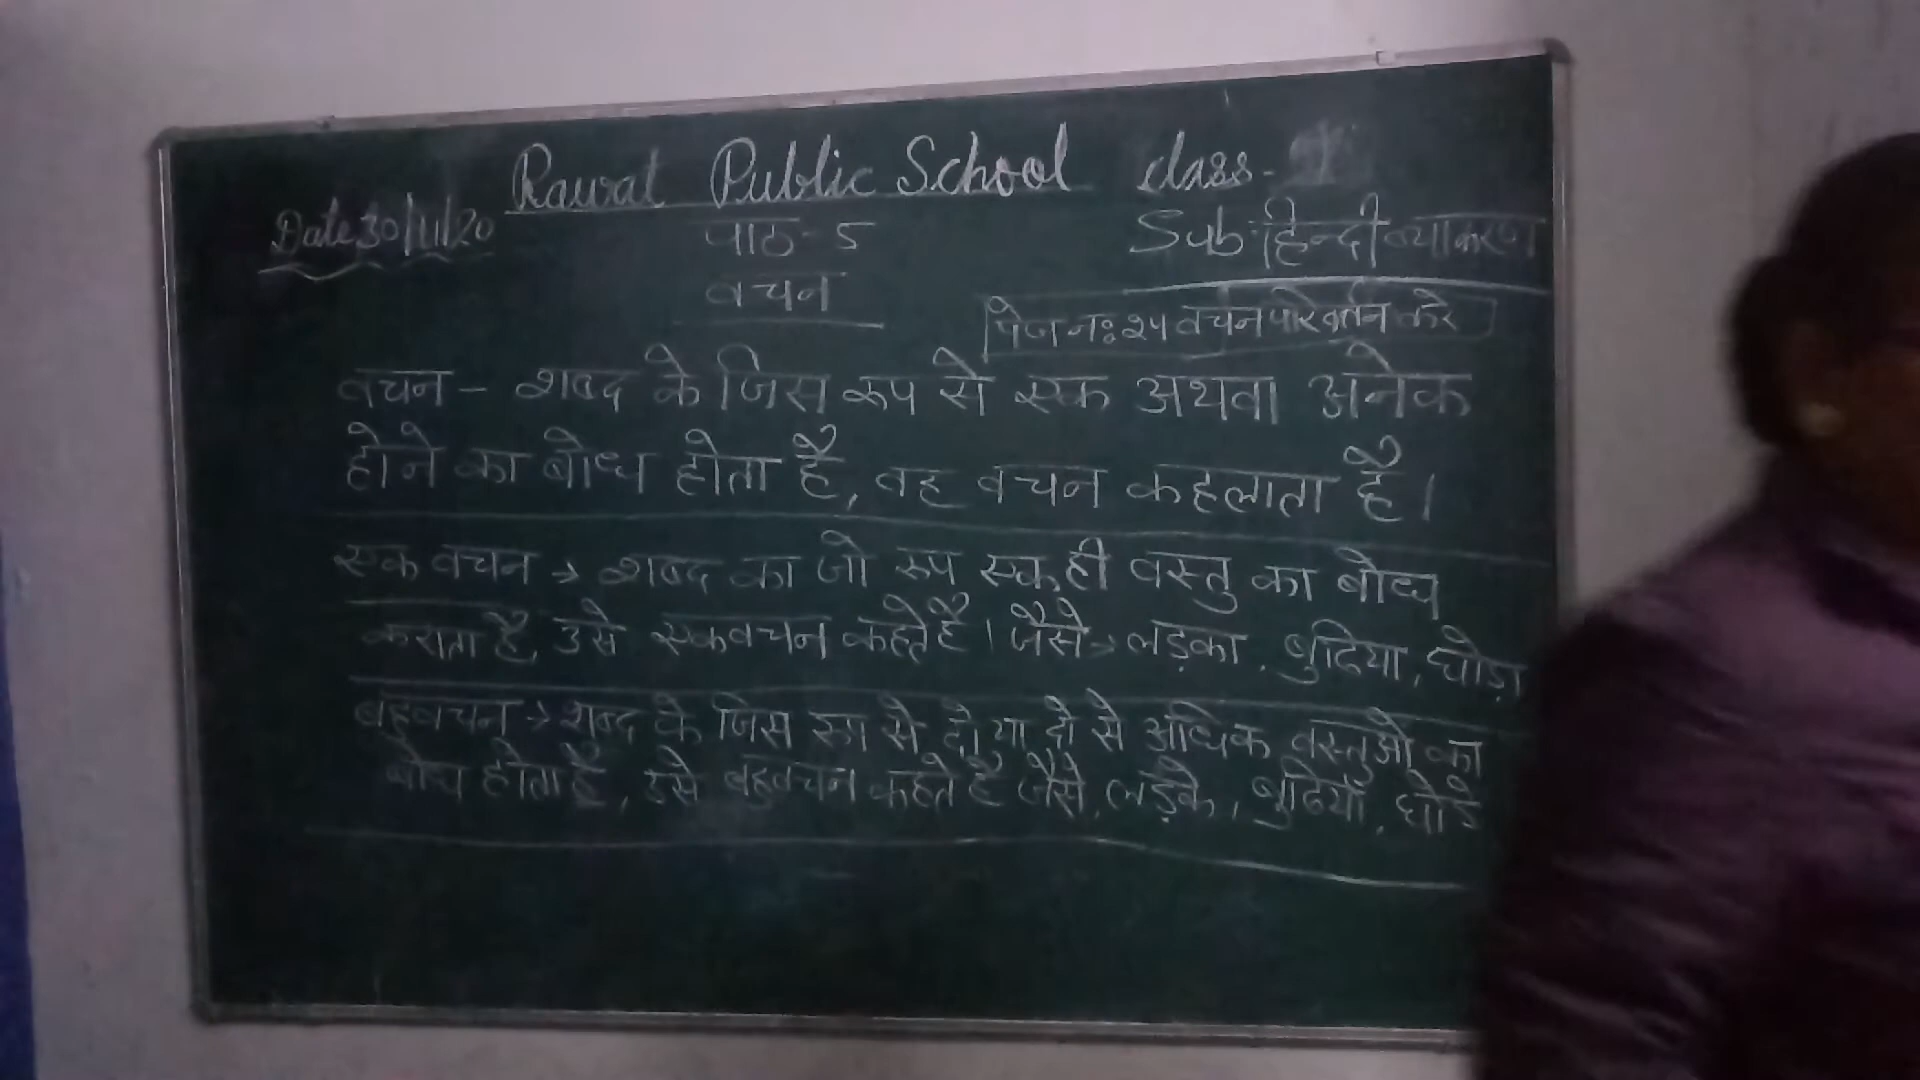 Rawat Public School class-
Date 30/11/20 पाठ-5 Sub:हिन्दी व्याकरण
वचन
पेज नः २५ वचन परिवर्तन करे
वचन - शब्द के जिस रूप से एक अथवा अनेक
होने का बोध होता है, वह वचन कहलाता है।
एक वचन → शब्द का जो रूप एक ही वस्तु का बोध
कराता है, उसे एकवचन कहते है। जैसे→ लड़का, बुढिया, घोड़ा
बहुवचन → शब्द के जिस रूप से दो या दो से अधिक वस्तुओ का
बोध होता है, उसे बहुवचन कहते है जैसे, लड़के, बुढियाँ, घोड़े